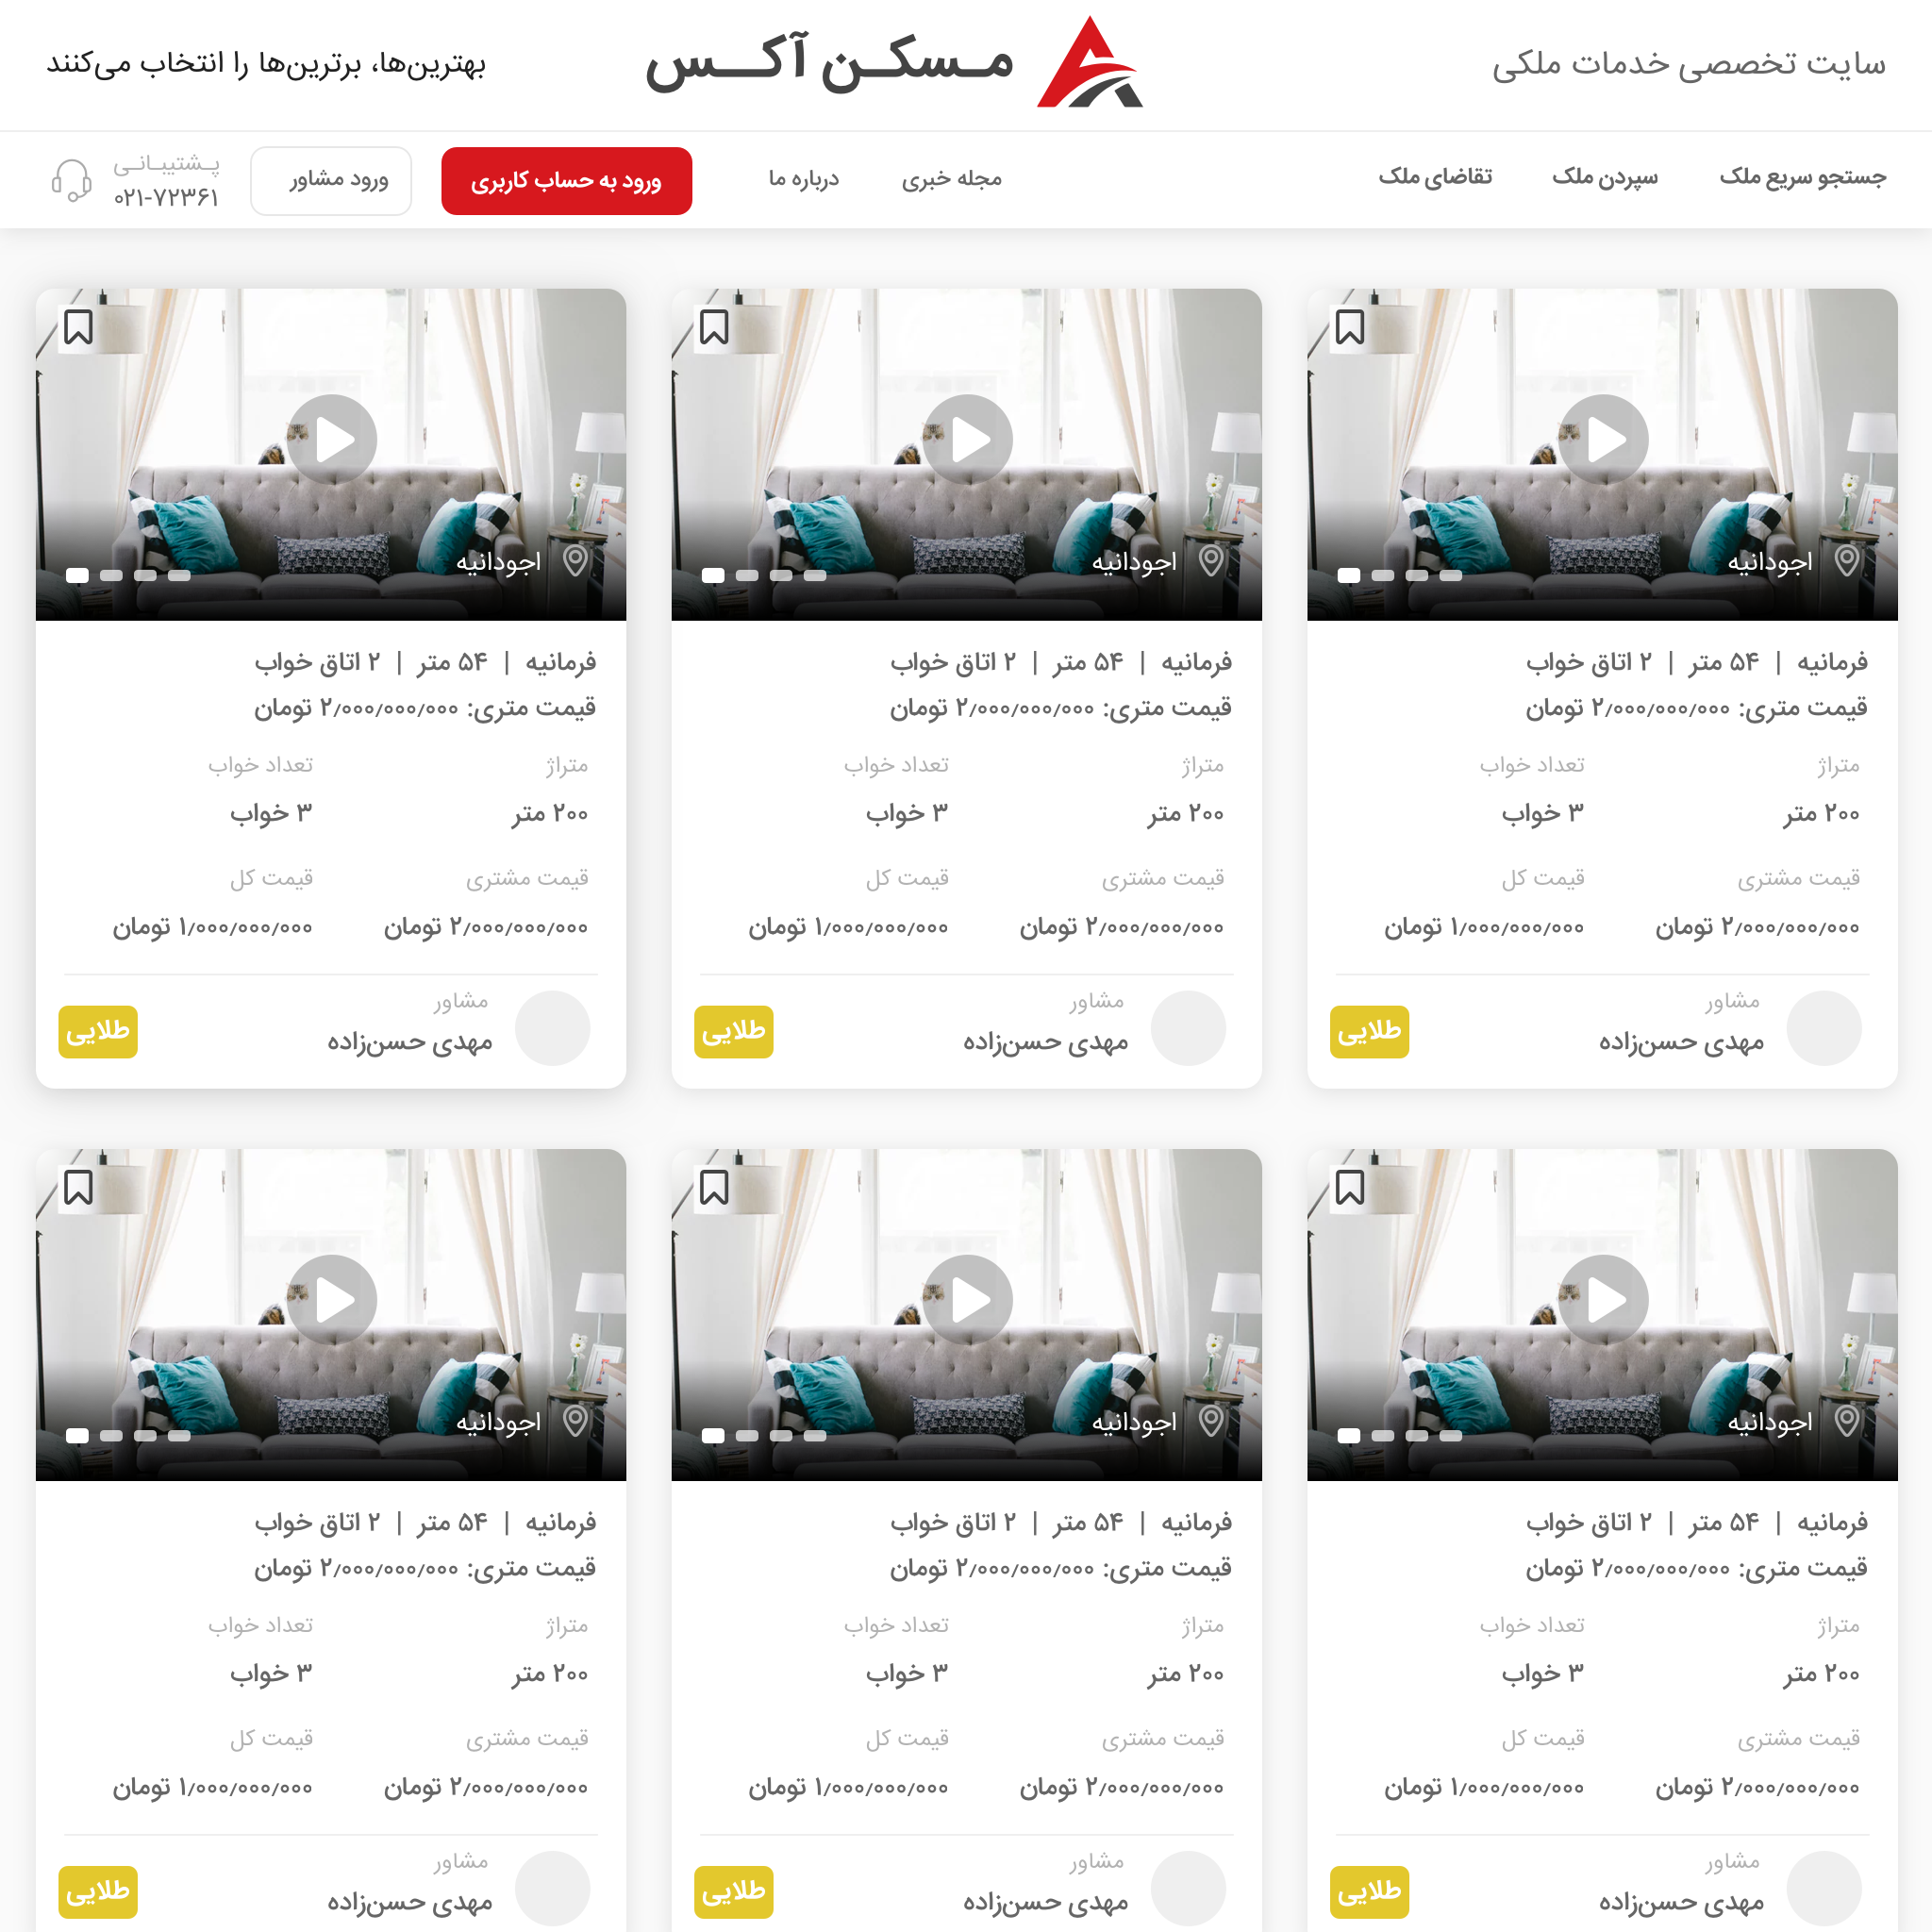 سایت تخصصی خدمات ملکی
مـسکـن آکــس
بهترین‌ها، برترین‌ها را انتخاب می‌کنند
جستجو سریع ملک
سپردن ملک
تقاضای ملک
مجله خبری
درباره ما
ورود به حساب کاربری
ورود مشاور
پـشتیبـانـی
۰۲۱-۷۲۳۶۱
اجودانیه
فرمانیه | ۵۴ متر | ۲ اتاق خواب
قیمت متری: ۲/۰۰۰/۰۰۰/۰۰۰ تومان
متراژ
تعداد خواب
۲۰۰ متر
۳ خواب
قیمت مشتری
قیمت کل
۲/۰۰۰/۰۰۰/۰۰۰ تومان
۱/۰۰۰/۰۰۰/۰۰۰ تومان
مشاور
مهدی حسن‌زاده
طلایی
اجودانیه
فرمانیه | ۵۴ متر | ۲ اتاق خواب
قیمت متری: ۲/۰۰۰/۰۰۰/۰۰۰ تومان
متراژ
تعداد خواب
۲۰۰ متر
۳ خواب
قیمت مشتری
قیمت کل
۲/۰۰۰/۰۰۰/۰۰۰ تومان
۱/۰۰۰/۰۰۰/۰۰۰ تومان
مشاور
مهدی حسن‌زاده
طلایی
اجودانیه
فرمانیه | ۵۴ متر | ۲ اتاق خواب
قیمت متری: ۲/۰۰۰/۰۰۰/۰۰۰ تومان
متراژ
تعداد خواب
۲۰۰ متر
۳ خواب
قیمت مشتری
قیمت کل
۲/۰۰۰/۰۰۰/۰۰۰ تومان
۱/۰۰۰/۰۰۰/۰۰۰ تومان
مشاور
مهدی حسن‌زاده
طلایی
اجودانیه
فرمانیه | ۵۴ متر | ۲ اتاق خواب
قیمت متری: ۲/۰۰۰/۰۰۰/۰۰۰ تومان
متراژ
تعداد خواب
۲۰۰ متر
۳ خواب
قیمت مشتری
قیمت کل
۲/۰۰۰/۰۰۰/۰۰۰ تومان
۱/۰۰۰/۰۰۰/۰۰۰ تومان
مشاور
مهدی حسن‌زاده
طلایی
اجودانیه
فرمانیه | ۵۴ متر | ۲ اتاق خواب
قیمت متری: ۲/۰۰۰/۰۰۰/۰۰۰ تومان
متراژ
تعداد خواب
۲۰۰ متر
۳ خواب
قیمت مشتری
قیمت کل
۲/۰۰۰/۰۰۰/۰۰۰ تومان
۱/۰۰۰/۰۰۰/۰۰۰ تومان
مشاور
مهدی حسن‌زاده
طلایی
اجودانیه
فرمانیه | ۵۴ متر | ۲ اتاق خواب
قیمت متری: ۲/۰۰۰/۰۰۰/۰۰۰ تومان
متراژ
تعداد خواب
۲۰۰ متر
۳ خواب
قیمت مشتری
قیمت کل
۲/۰۰۰/۰۰۰/۰۰۰ تومان
۱/۰۰۰/۰۰۰/۰۰۰ تومان
مشاور
مهدی حسن‌زاده
طلایی